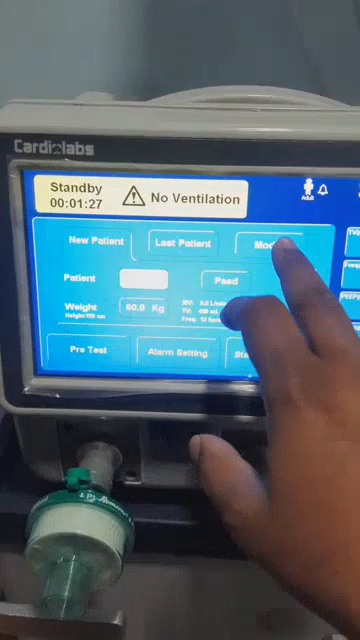 Cardiolabs
Standby
00:01:27
No Ventilation
Adult
New Patient
Last Patient
Patient
Weight
60.0 Kg
TV:
Pre Test
Alarm Setting